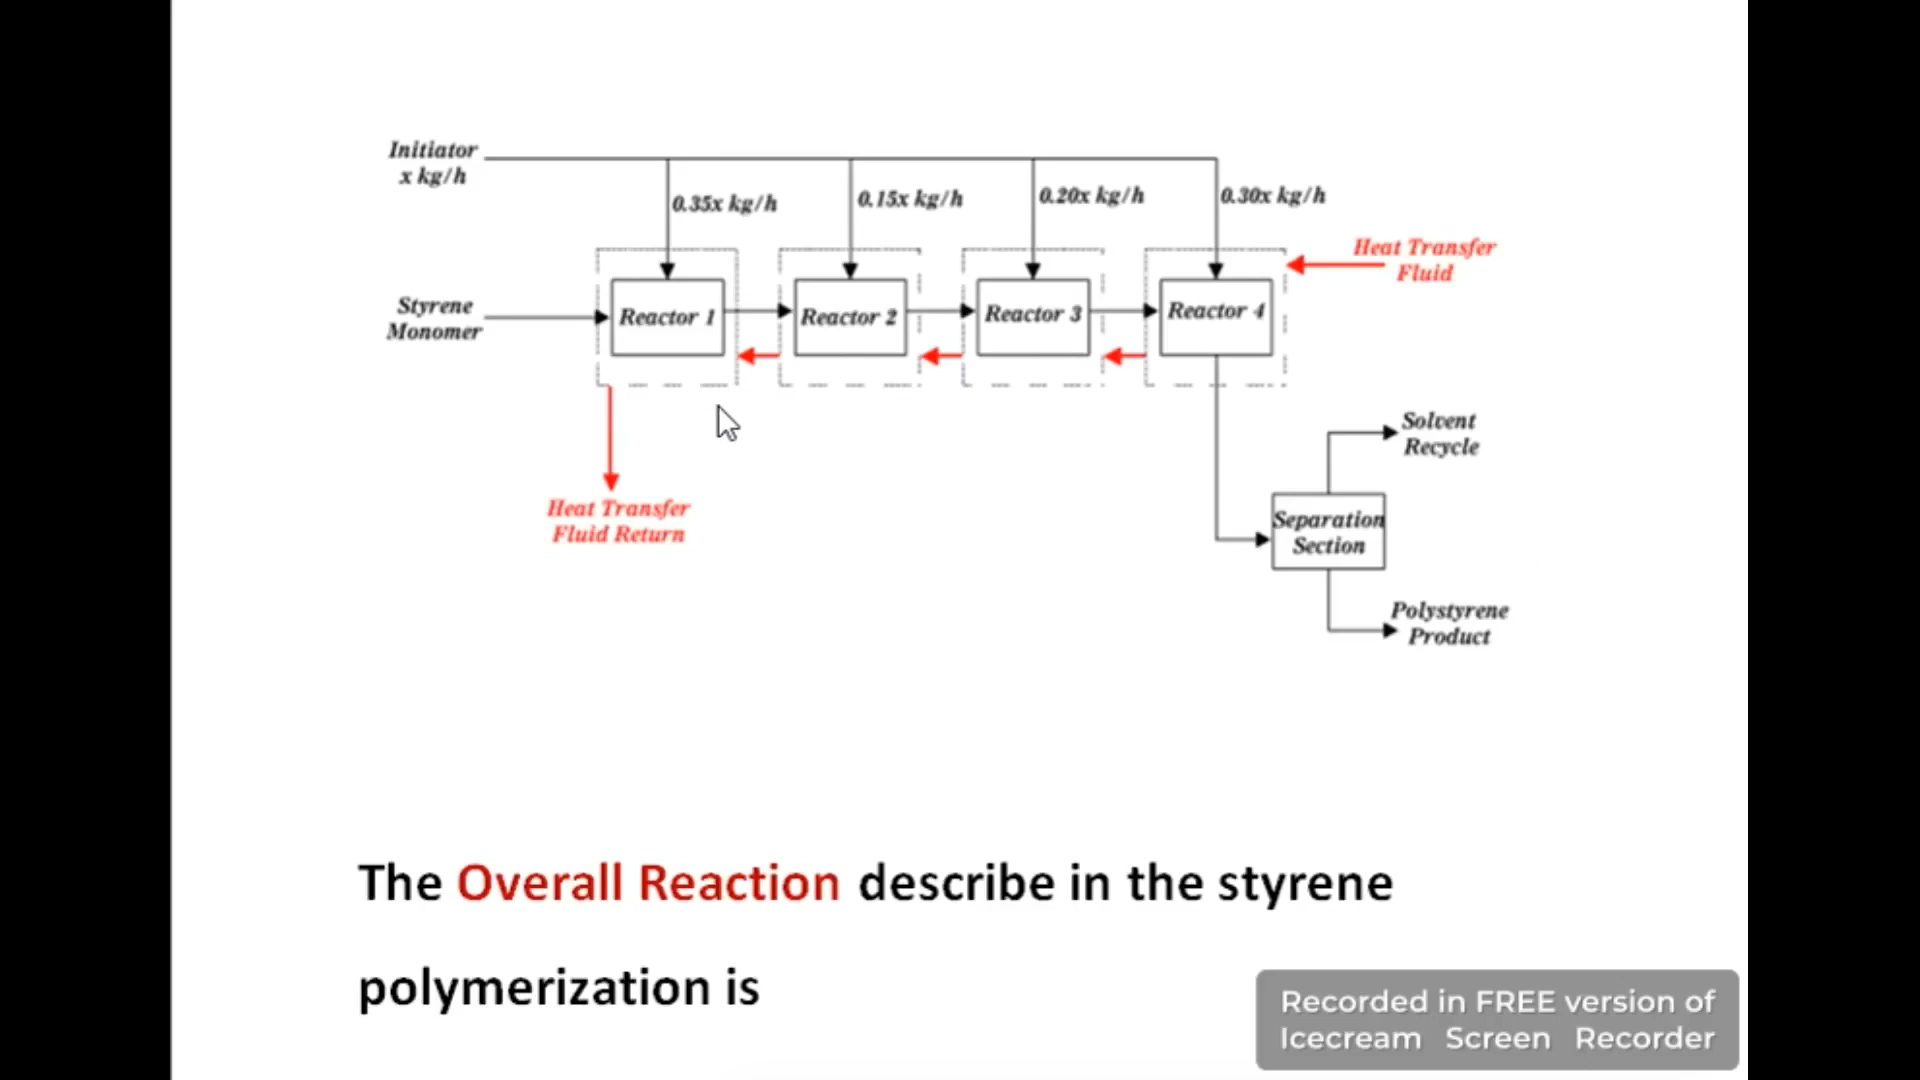 Initiator
x kg/h
0.35x kg/h
0.15x kg/h
0.20x kg/h
0.30x kg/h
Heat Transfer
Fluid
Styrene
Monomer
Reactor 1
Reactor 2
Reactor 3
Reactor 4
Heat Transfer
Fluid Return
Solvent
Recycle
Separation
Section
Polystyrene
Product
The Overall Reaction describe in the styrene
polymerization is
Recorded in FREE version of
Icecream Screen Recorder